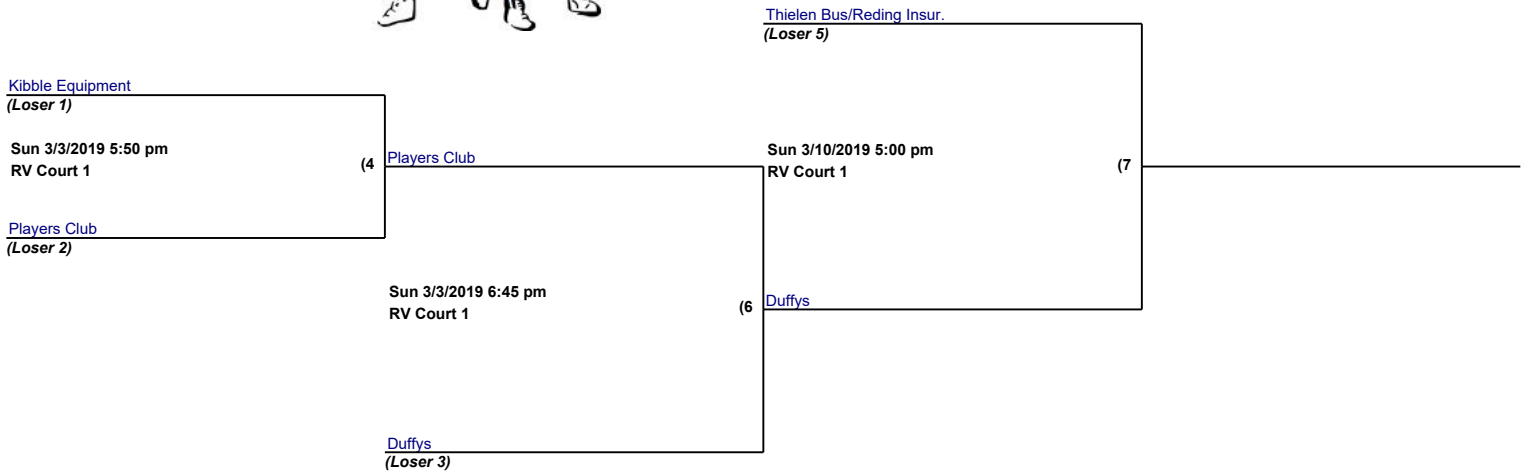 Thielen Bus/Reding Insur.
(Loser 5)
Kibble Equipment
(Loser 1)
Sun 3/3/2019 5:50 pm
RV Court 1
(4
Players Club
Sun 3/10/2019 5:00 pm
RV Court 1
(7
Players Club
(Loser 2)
Sun 3/3/2019 6:45 pm
RV Court 1
(6
Duffys
Duffys
(Loser 3)